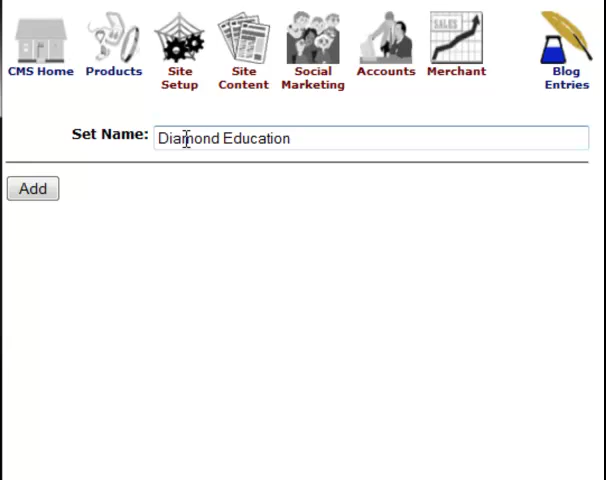 SALES
CMS Home Products Site Setup Site Content Social Marketing Accounts Merchant Blog Entries
Set Name: Diamond Education
Add